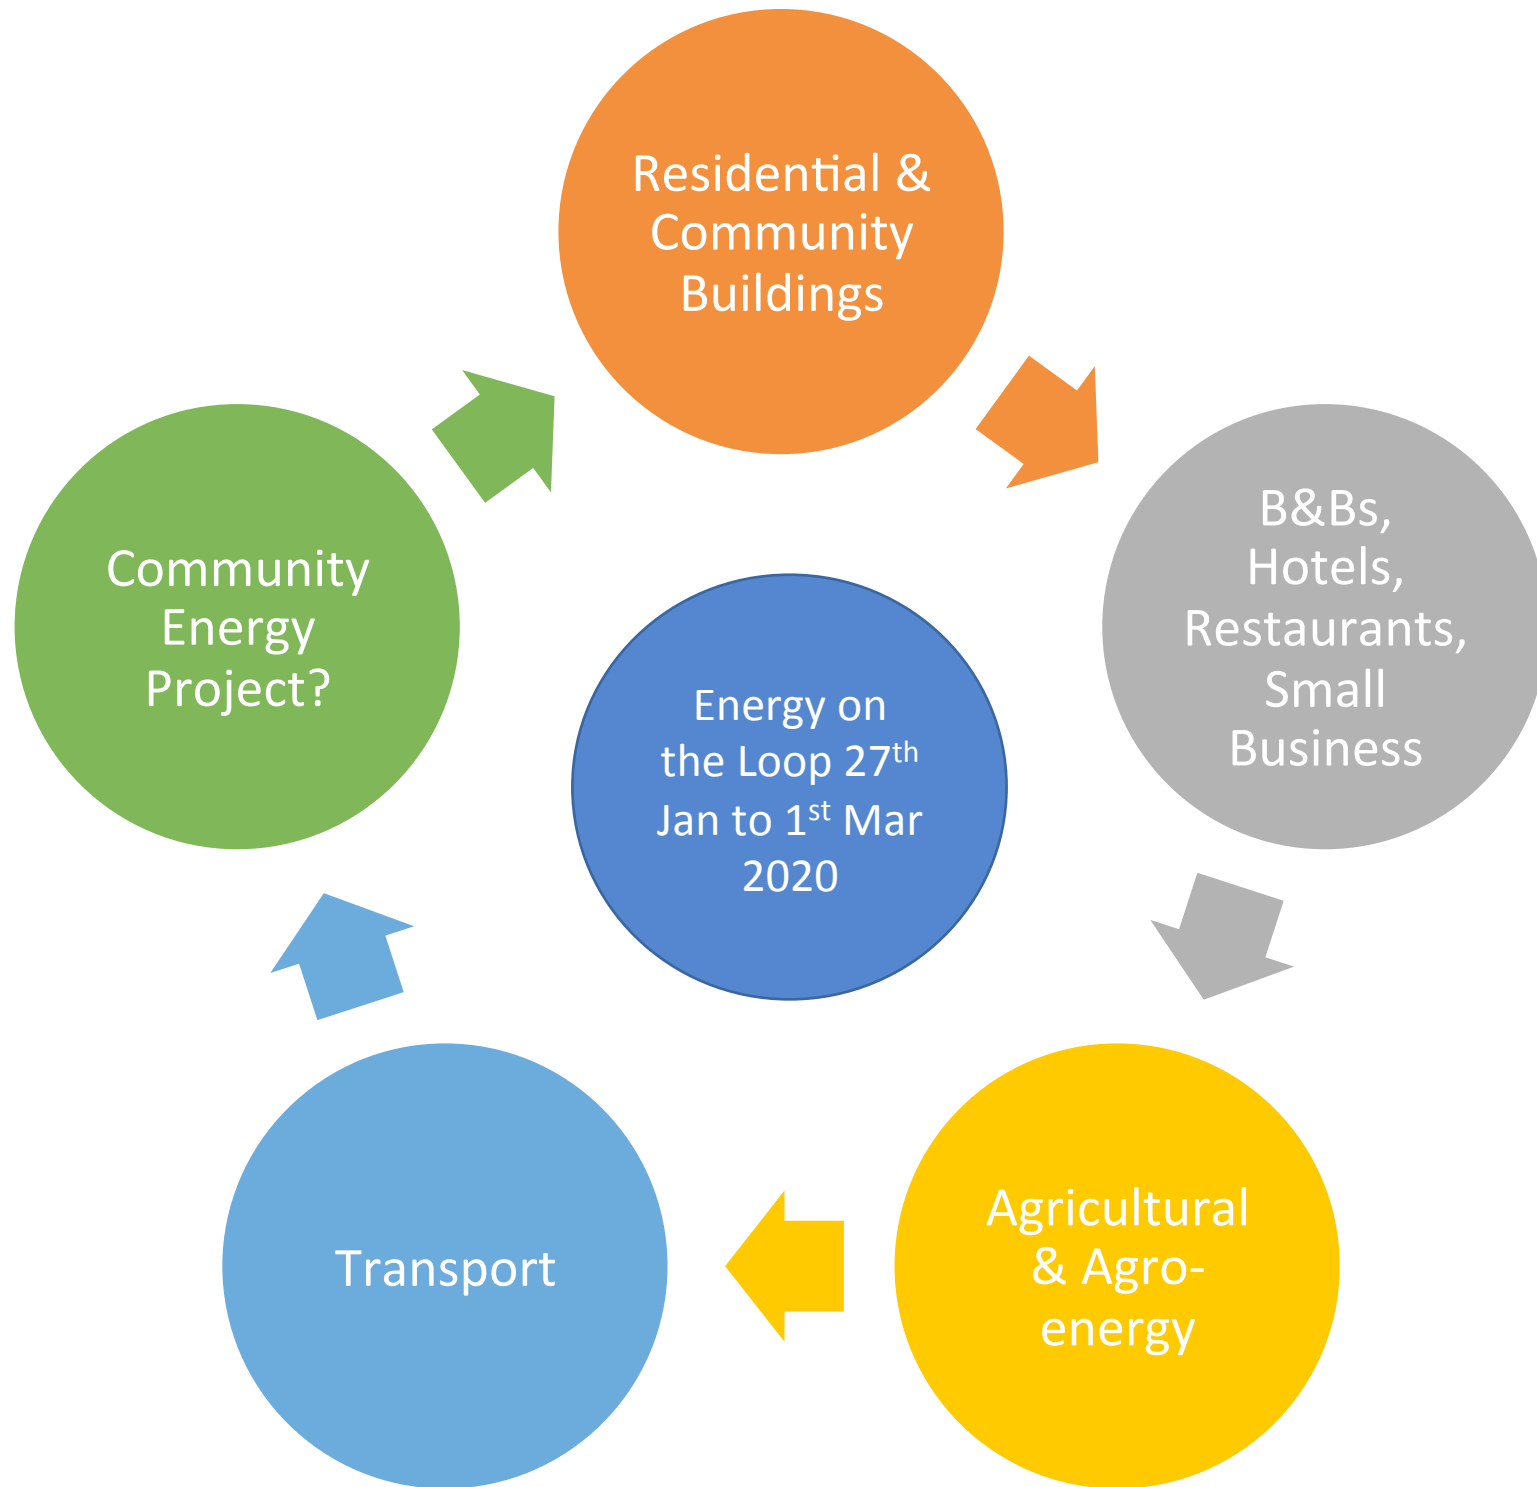 Residential &
Community
Buildings
B&Bs,
Hotels,
Restaurants,
Small
Business
Agricultural
& Agro-
energy
Transport
Community
Energy
Project?
Energy on
the Loop 27th
Jan to 1st Mar
2020